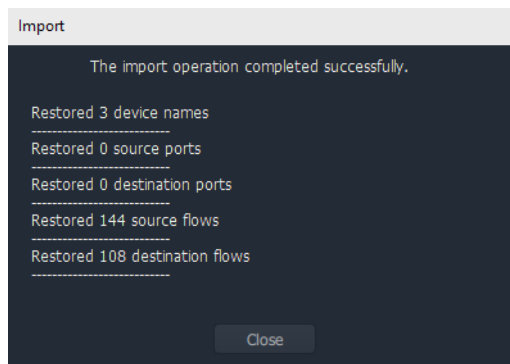 Import
The import operation completed successfully.
Restored 3 device names
---------------------------
Restored 0 source ports
---------------------------
Restored 0 destination ports
---------------------------
Restored 144 source flows
---------------------------
Restored 108 destination flows
---------------------------
Close